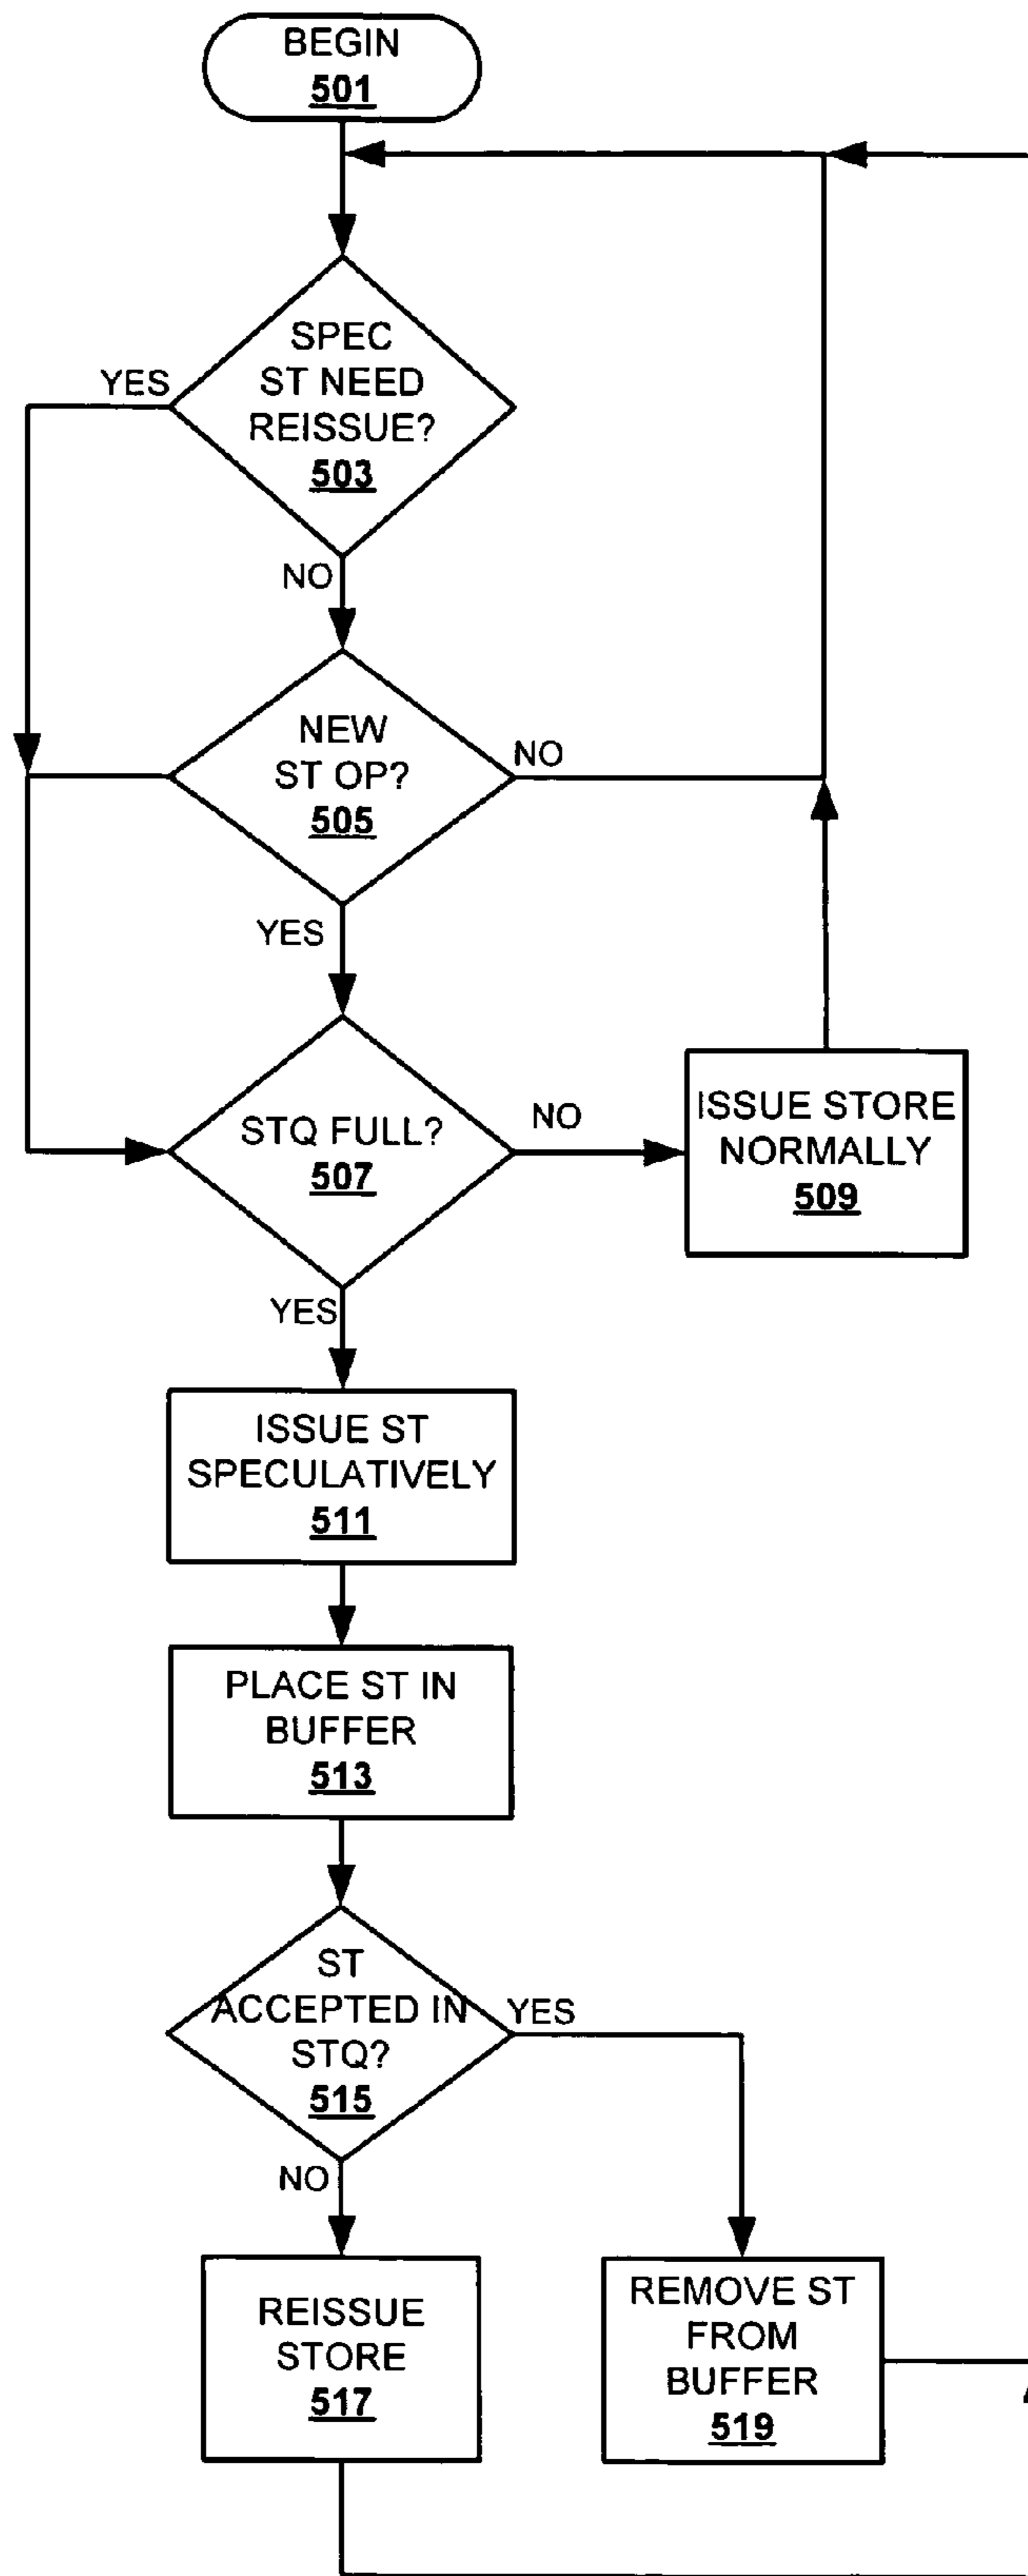 BEGIN
501
SPEC
ST NEED
REISSUE?
503
YES
NO
NEW
ST OP?
505
NO
YES
STQ FULL?
507
NO
ISSUE STORE
NORMALLY
509
YES
ISSUE ST
SPECULATIVELY
511
PLACE ST IN
BUFFER
513
ST
ACCEPTED IN
STQ?
515
YES
NO
REISSUE
STORE
517
REMOVE ST
FROM
BUFFER
519